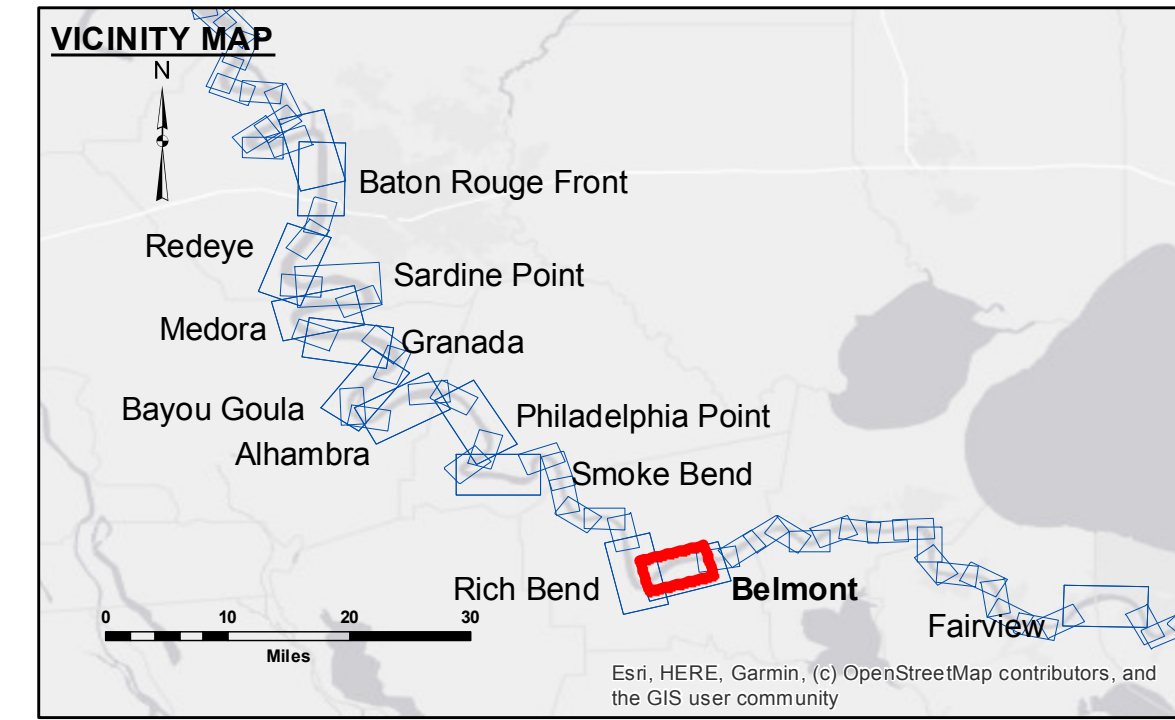 VICINITY MAP
N
Baton Rouge Front
Redeye
Sardine Point
Medora
Granada
Bayou Goula
Philadelphia Point
Alhambra
Smoke Bend
Rich Bend
Belmont
Fairview
0 10 20 30
Miles
Esri, HERE, Garmin, (c) OpenStreetMap contributors, and
the GIS user community